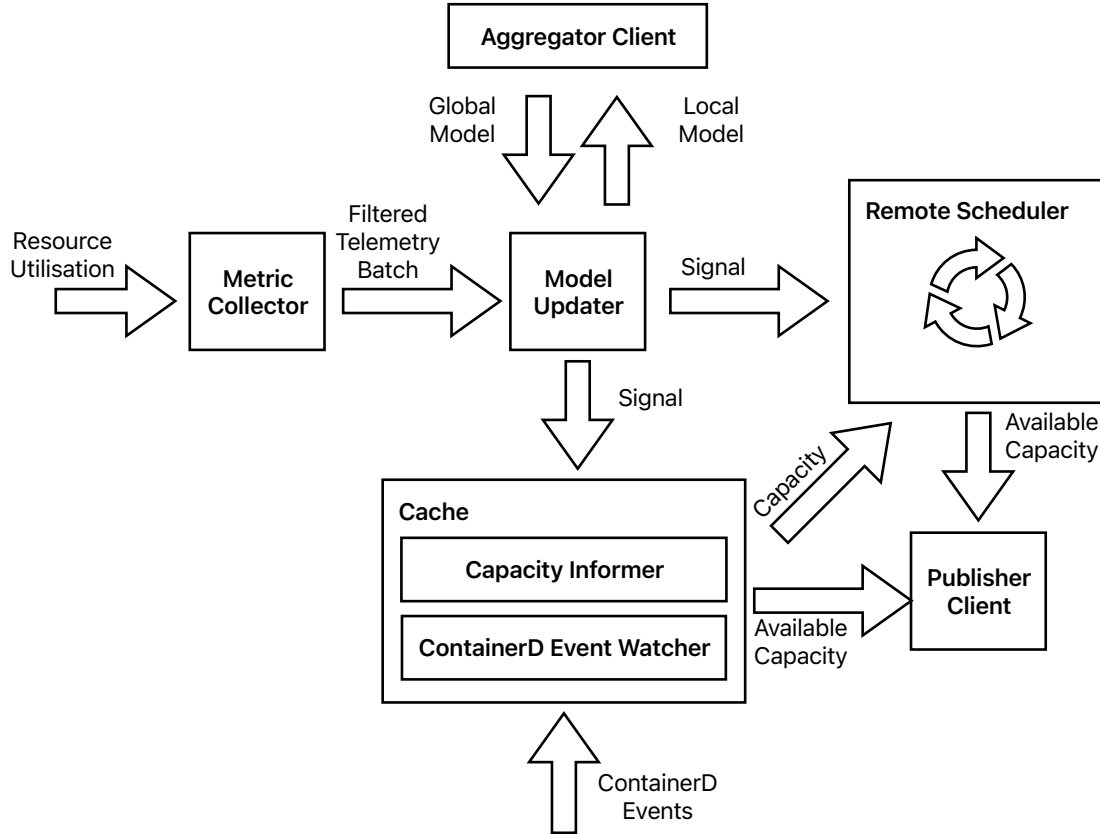 Aggregator Client
Global
Model
Local
Model
Remote Scheduler
Resource
Utilisation
Metric
Collector
Filtered
Telemetry
Batch
Model
Updater
Signal
Signal
Available
Capacity
Capacity
Cache
Capacity Informer
ContainerD Event Watcher
Available
Capacity
Publisher
Client
ContainerD
Events